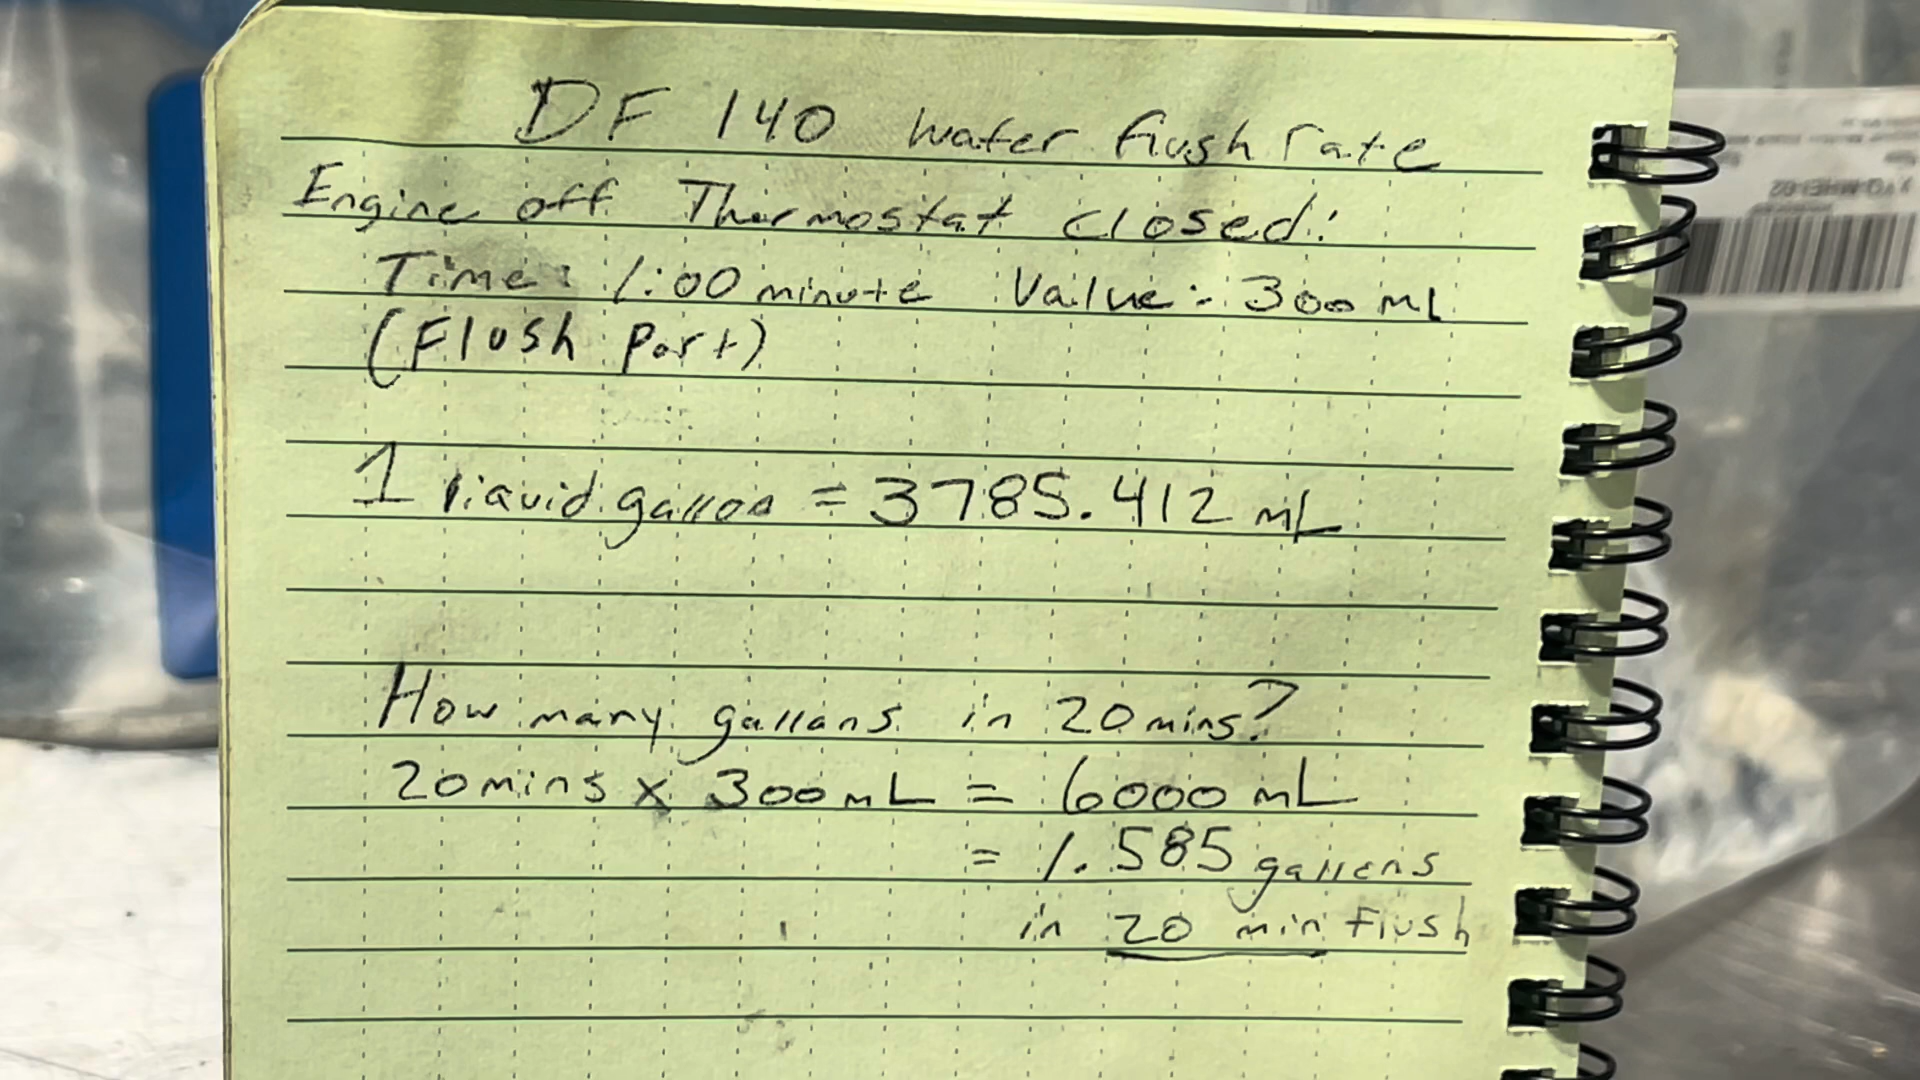 DF 140 water flush rate
Engine off Thermostat closed:
Time: 1:00 minute Value: 300 mL
(Flush Port)
1 liquid gallon = 3785.412 mL
How many gallans in 20 mins?
20 mins x 300 mL = 6000 mL
= 1.585 gallons
in 20 min flush